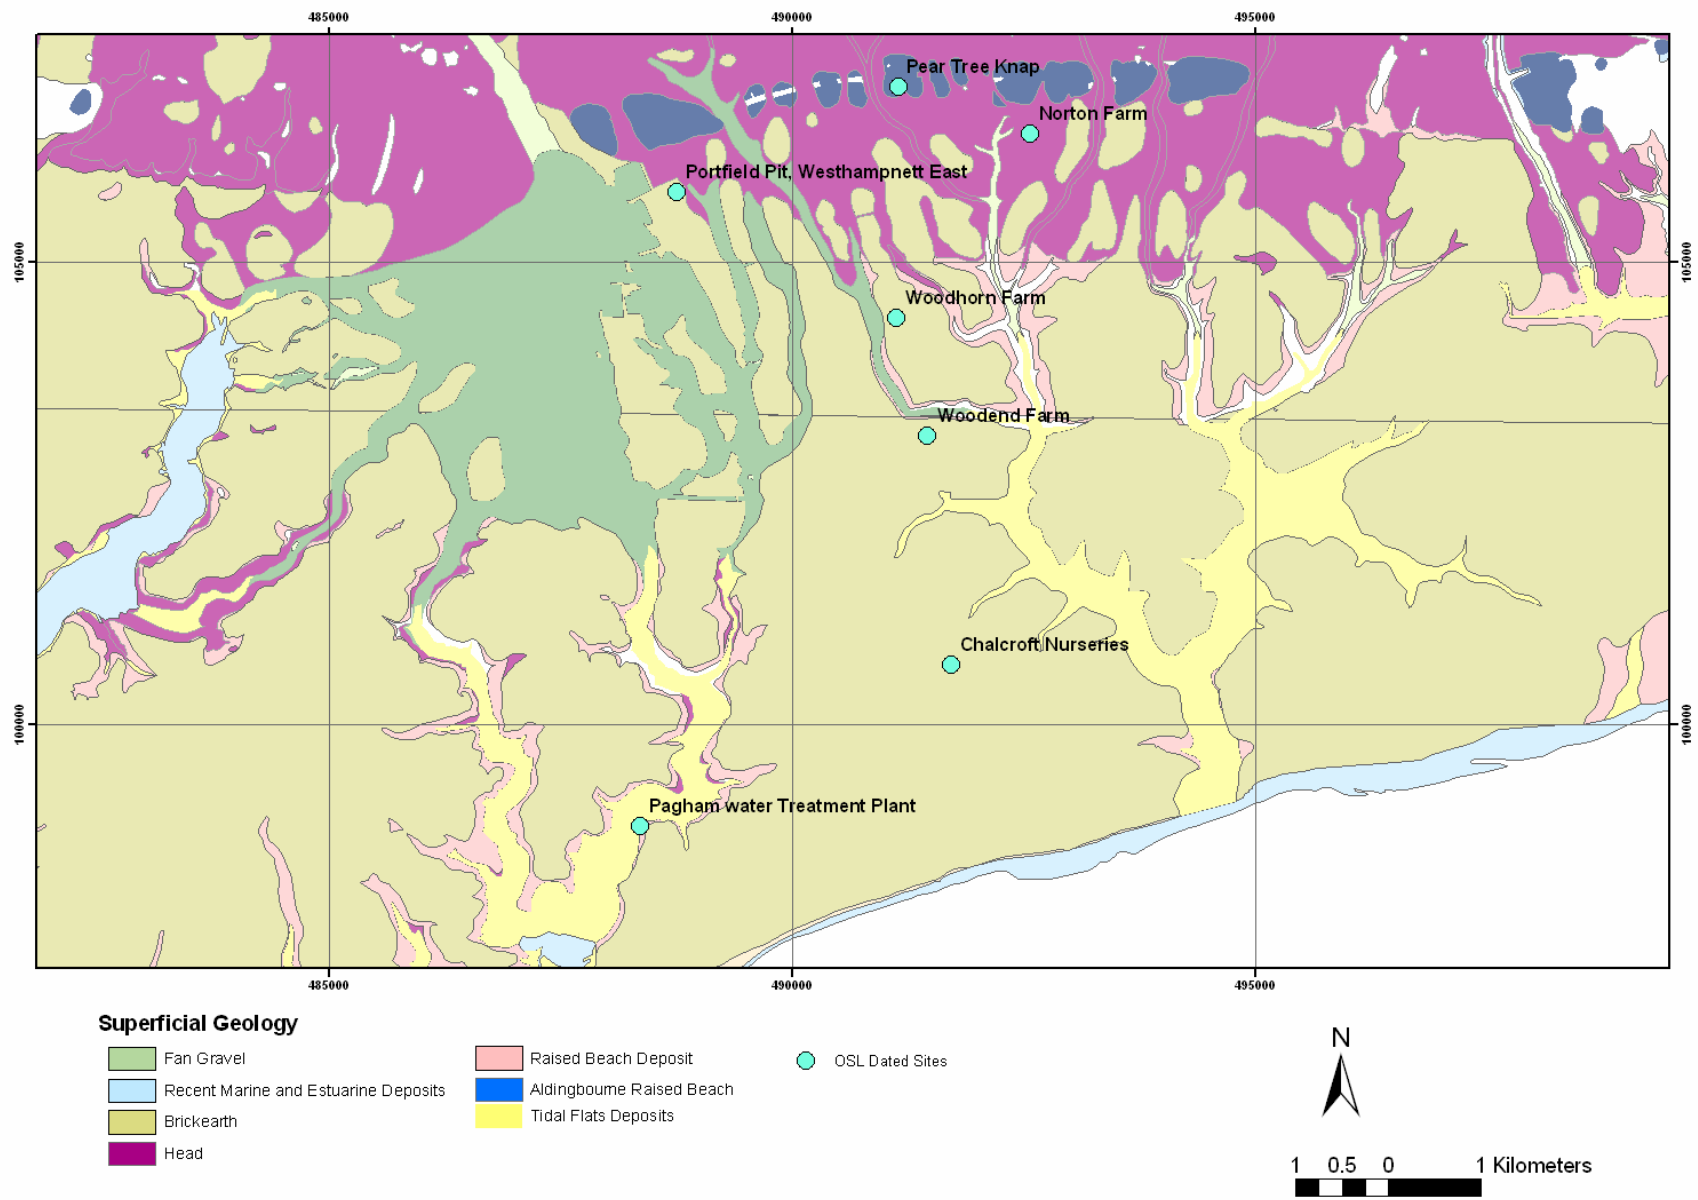 485000 490000 495000
Pear Tree Knap
Norton Farm
Portfield Pit, Westhampnett East
105000 105000
Woodhorn Farm
Woodend Farm
Chalcroft Nurseries
100000 100000
Pagham water Treatment Plant
485000 490000 495000
Superficial Geology
Fan Gravel
Recent Marine and Estuarine Deposits
Brickearth
Head
Raised Beach Deposit
Aldingbourne Raised Beach
Tidal Flats Deposits
OSL Dated Sites
N
1 0.5 0 1 Kilometers